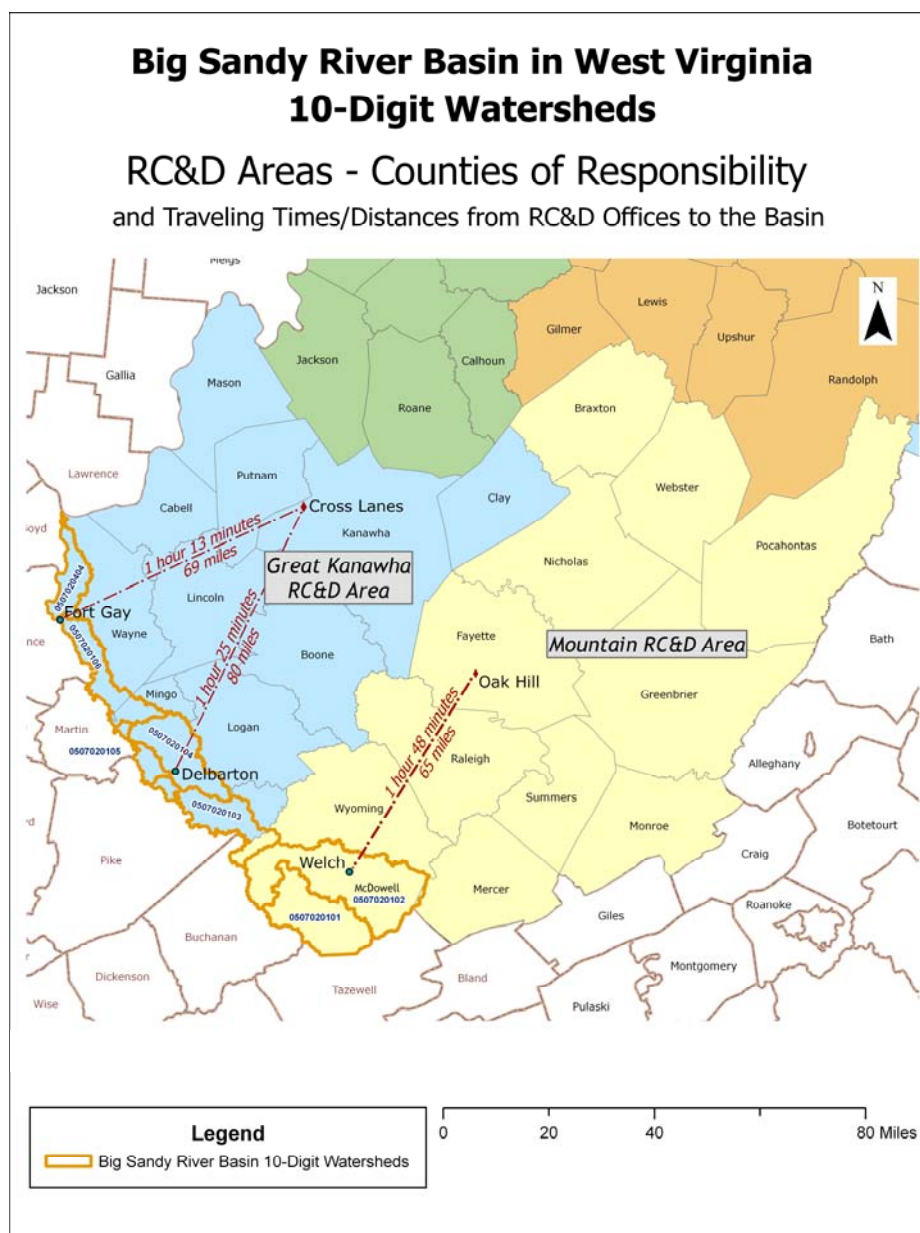 Big Sandy River Basin in West Virginia
10-Digit Watersheds
RC&D Areas - Counties of Responsibility
and Traveling Times/Distances from RC&D Offices to the Basin
Meigs
Jackson
Lewis
N
Gilmer
Upshur
Jackson
Calhoun
Gallia
Mason
Randolph
Roane
Braxton
Lawrence
Putnam
Webster
Clay
Cabell
Cross Lanes
Kanawha
1 hour 13 minutes
69 miles
Pocahontas
Great Kanawha
RC&D Area
Nicholas
0507020404
Lincoln
Fort Gay
Wayne
Fayette
Bath
0507020106
Mountain RC&D Area
Boone
1 hour 25 minutes
80 miles
Oak Hill
Mingo
Greenbrier
Logan
Martin
0507020105
0507020104
Raleigh
1 hour 48 minutes
65 miles
Delbarton
Alleghany
Wyoming
Summers
0507020103
Monroe
Botetourt
Pike
Craig
Welch
McDowell
0507020102
Mercer
Roanoke
0507020101
Giles
Buchanan
Montgomery
Dickenson
Bland
Tazewell
Wise
Pulaski
Legend
Big Sandy River Basin 10-Digit Watersheds
0 20 40 80 Miles